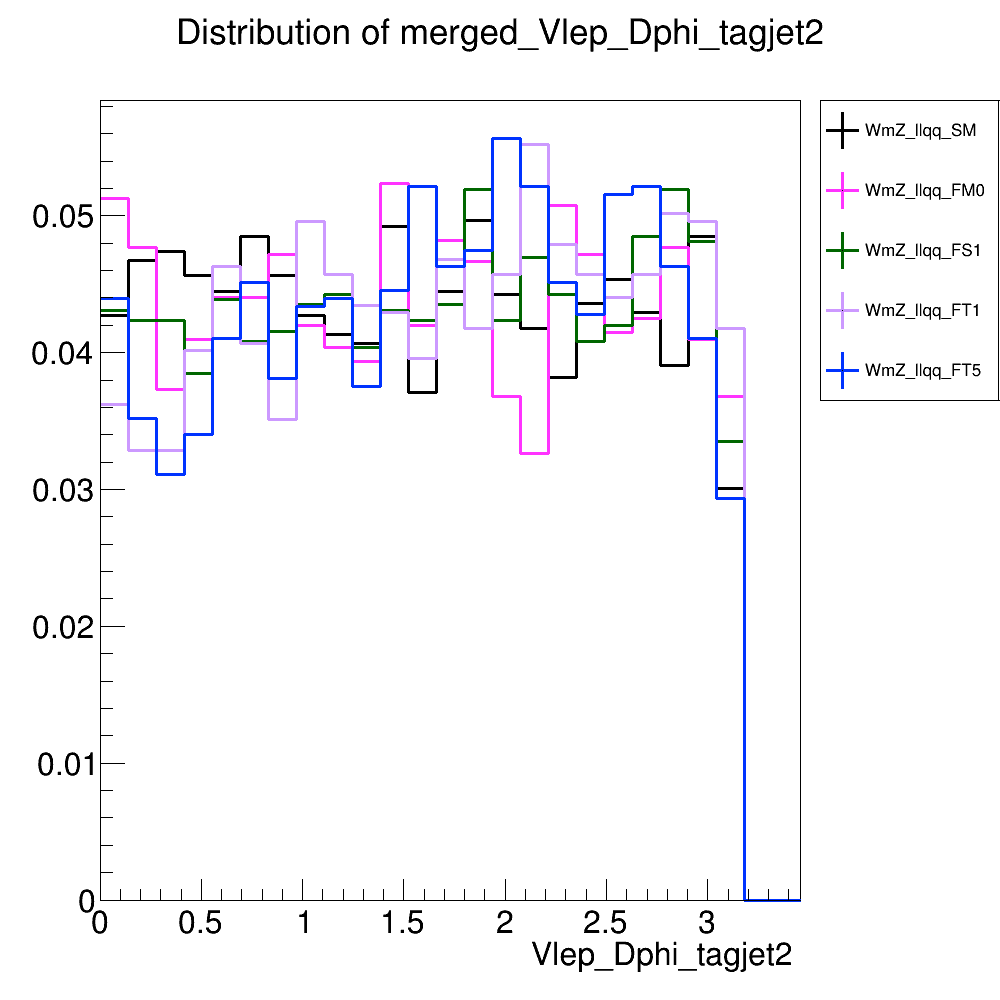 Distribution of merged_Vlep_Dphi_tagjet2
WmZ_llqq_SM
WmZ_llqq_FM0
WmZ_llqq_FS1
WmZ_llqq_FT1
WmZ_llqq_FT5
0.05
0.04
0.03
0.02
0.01
0
0 0.5 1 1.5 2 2.5 3
Vlep_Dphi_tagjet2